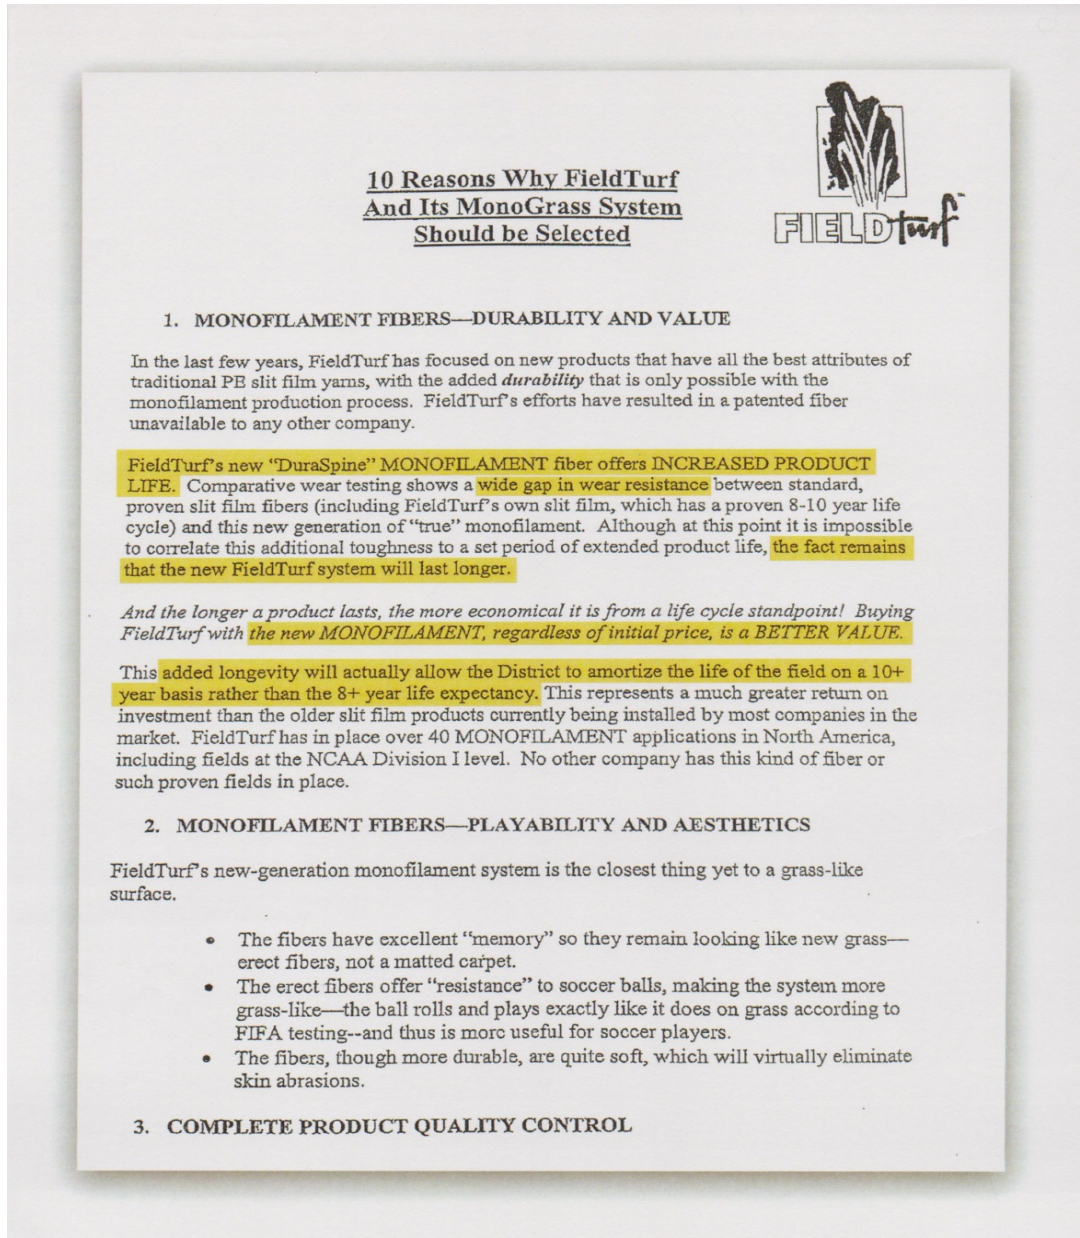 FIELDturf™
10 Reasons Why FieldTurf
And Its MonoGrass System
Should be Selected
1. MONOFILAMENT FIBERS—DURABILITY AND VALUE
In the last few years, FieldTurf has focused on new products that have all the best attributes of
traditional PE slit film yarns, with the added durability that is only possible with the
monofilament production process. FieldTurf's efforts have resulted in a patented fiber
unavailable to any other company.
FieldTurf's new "DuraSpine" MONOFILAMENT fiber offers INCREASED PRODUCT
LIFE. Comparative wear testing shows a wide gap in wear resistance between standard,
proven slit film fibers (including FieldTurf's own slit film, which has a proven 8-10 year life
cycle) and this new generation of "true" monofilament. Although at this point it is impossible
to correlate this additional toughness to a set period of extended product life, the fact remains
that the new FieldTurf system will last longer.
And the longer a product lasts, the more economical it is from a life cycle standpoint! Buying
FieldTurf with the new MONOFILAMENT, regardless of initial price, is a BETTER VALUE.
This added longevity will actually allow the District to amortize the life of the field on a 10+
year basis rather than the 8+ year life expectancy. This represents a much greater return on
investment than the older slit film products currently being installed by most companies in the
market. FieldTurf has in place over 40 MONOFILAMENT applications in North America,
including fields at the NCAA Division I level. No other company has this kind of fiber or
such proven fields in place.
2. MONOFILAMENT FIBERS—PLAYABILITY AND AESTHETICS
FieldTurf's new-generation monofilament system is the closest thing yet to a grass-like
surface.
• The fibers have excellent "memory" so they remain looking like new grass—
erect fibers, not a matted carpet.
• The erect fibers offer "resistance" to soccer balls, making the system more
grass-like—the ball rolls and plays exactly like it does on grass according to
FIFA testing--and thus is more useful for soccer players.
• The fibers, though more durable, are quite soft, which will virtually eliminate
skin abrasions.
3. COMPLETE PRODUCT QUALITY CONTROL